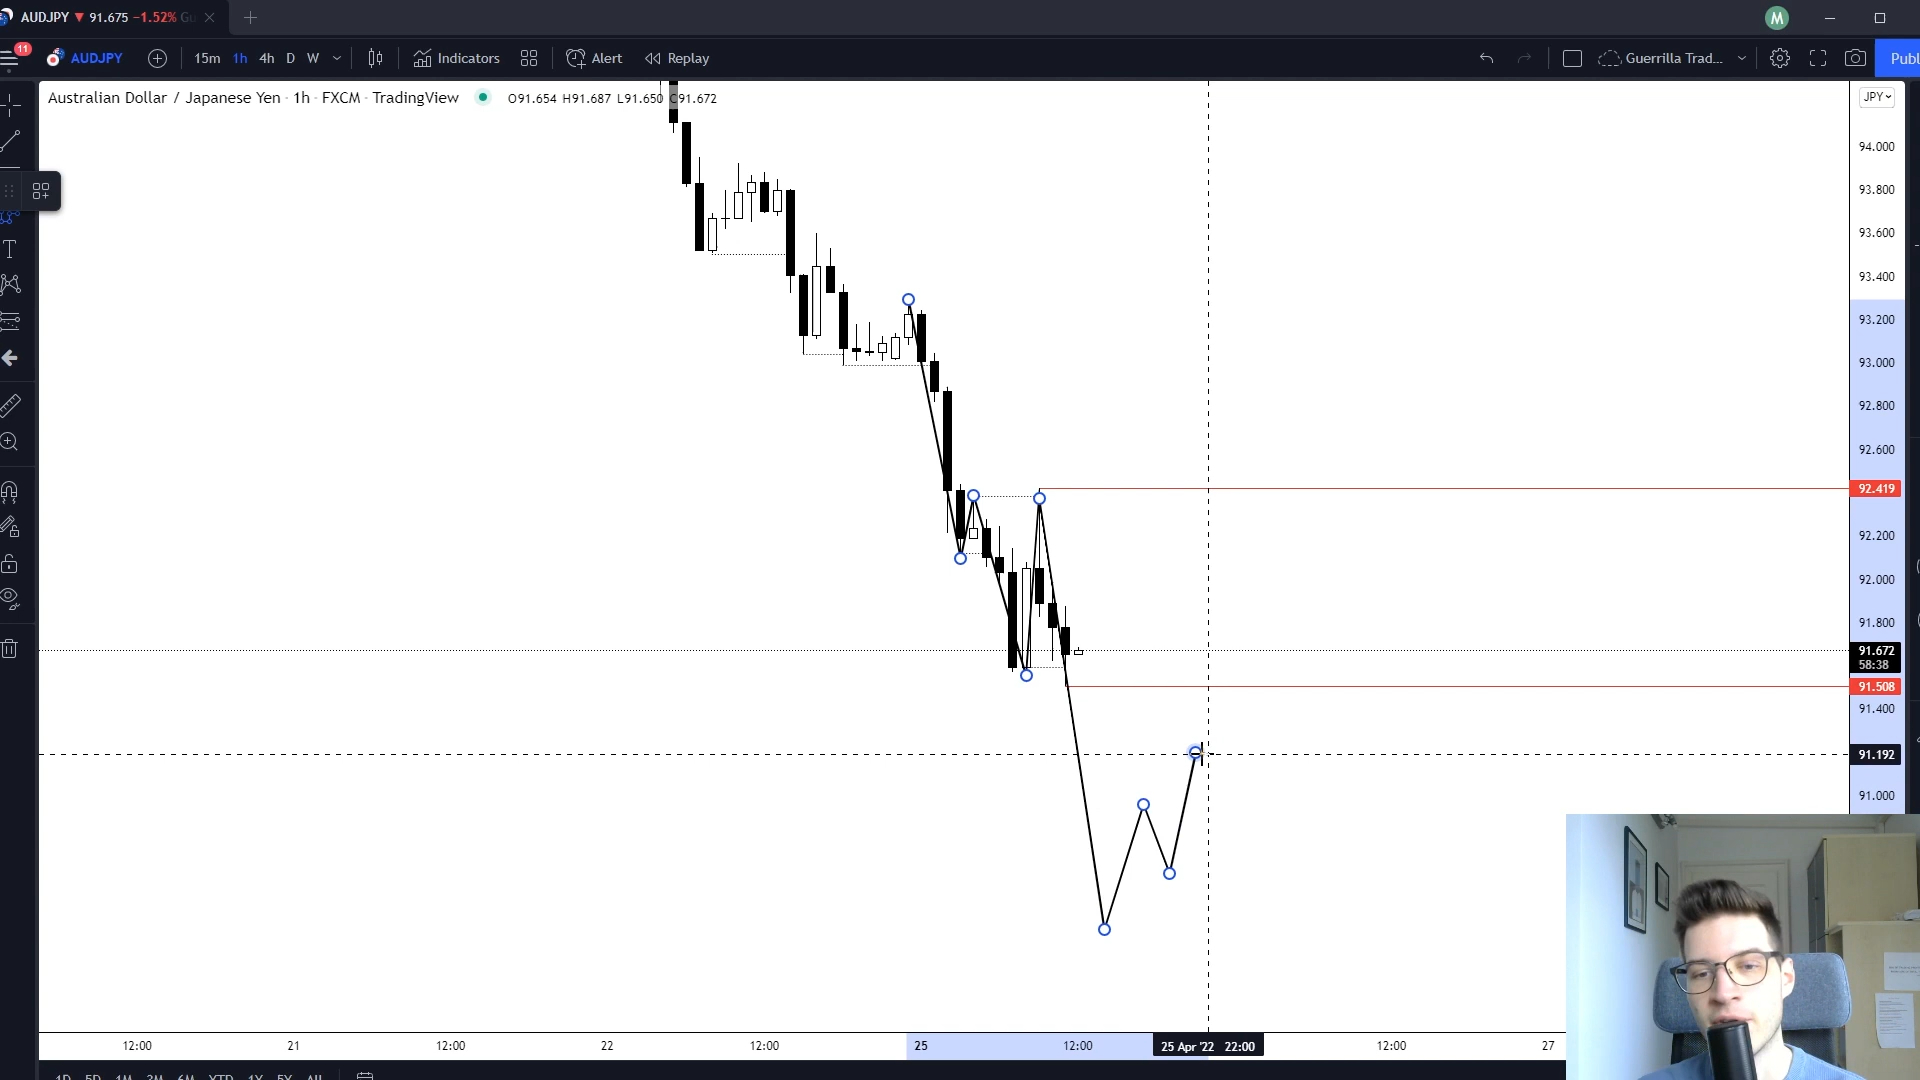 AUDJPY ▼ 91.675 −1.52% Gu
M
11
AUDJPY
15m 1h 4h D W
Indicators
Alert
Replay
Guerrilla Trad...
Publ
Australian Dollar / Japanese Yen · 1h · FXCM · TradingView
O91.654 H91.687 L91.650 C91.672
JPY
94.000
93.800
93.600
93.400
93.200
93.000
92.800
92.600
92.419
92.200
92.000
91.800
91.672
58:38
91.508
91.400
91.192
91.000
T
12:00 21 12:00 22 12:00 25 12:00 25 Apr '22 22:00 12:00 27
1D 5D 1M 3M 6M YTD 1Y 5Y All